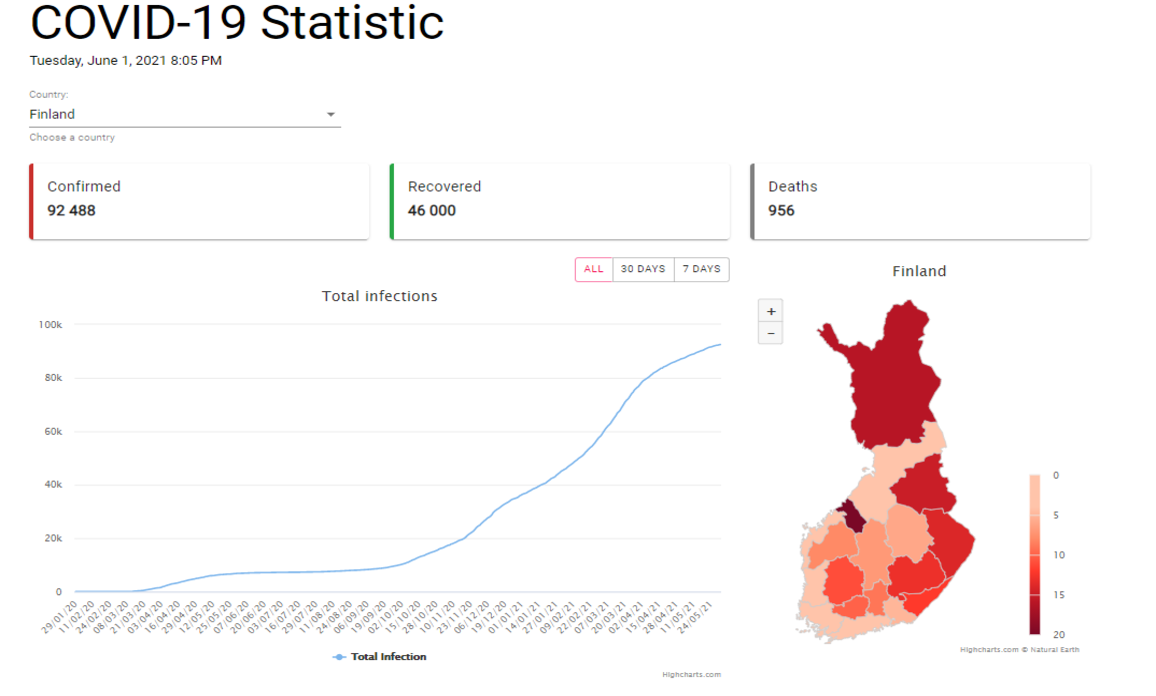 COVID-19 Statistic
Tuesday, June 1, 2021 8:05 PM
Country:
Finland
Choose a country
Confirmed
92 488
Recovered
46 000
Deaths
956
ALL 30 DAYS 7 DAYS
Total infections
100k
80k
60k
40k
20k
0
29/01/20 11/02/20 24/02/20 08/03/20 21/03/20 03/04/20 16/04/20 29/04/20 12/05/20 25/05/20 07/06/20 20/06/20 03/07/20 16/07/20 29/07/20 11/08/20 24/08/20 06/09/20 19/09/20 02/10/20 15/10/20 28/10/20 10/11/20 23/11/20 06/12/20 19/12/20 01/01/21 14/01/21 27/01/21 09/02/21 22/02/21 07/03/21 20/03/21 02/04/21 15/04/21 28/04/21 11/05/21 24/05/21
Total Infection
Highcharts.com
Finland
+
−
0
5
10
15
20
Highcharts.com © Natural Earth